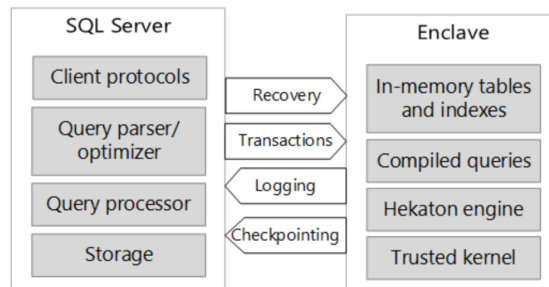 SQL Server
Client protocols
Query parser/
optimizer
Query processor
Storage
Recovery
Transactions
Logging
Checkpointing
Enclave
In-memory tables
and indexes
Compiled queries
Hekaton engine
Trusted kernel